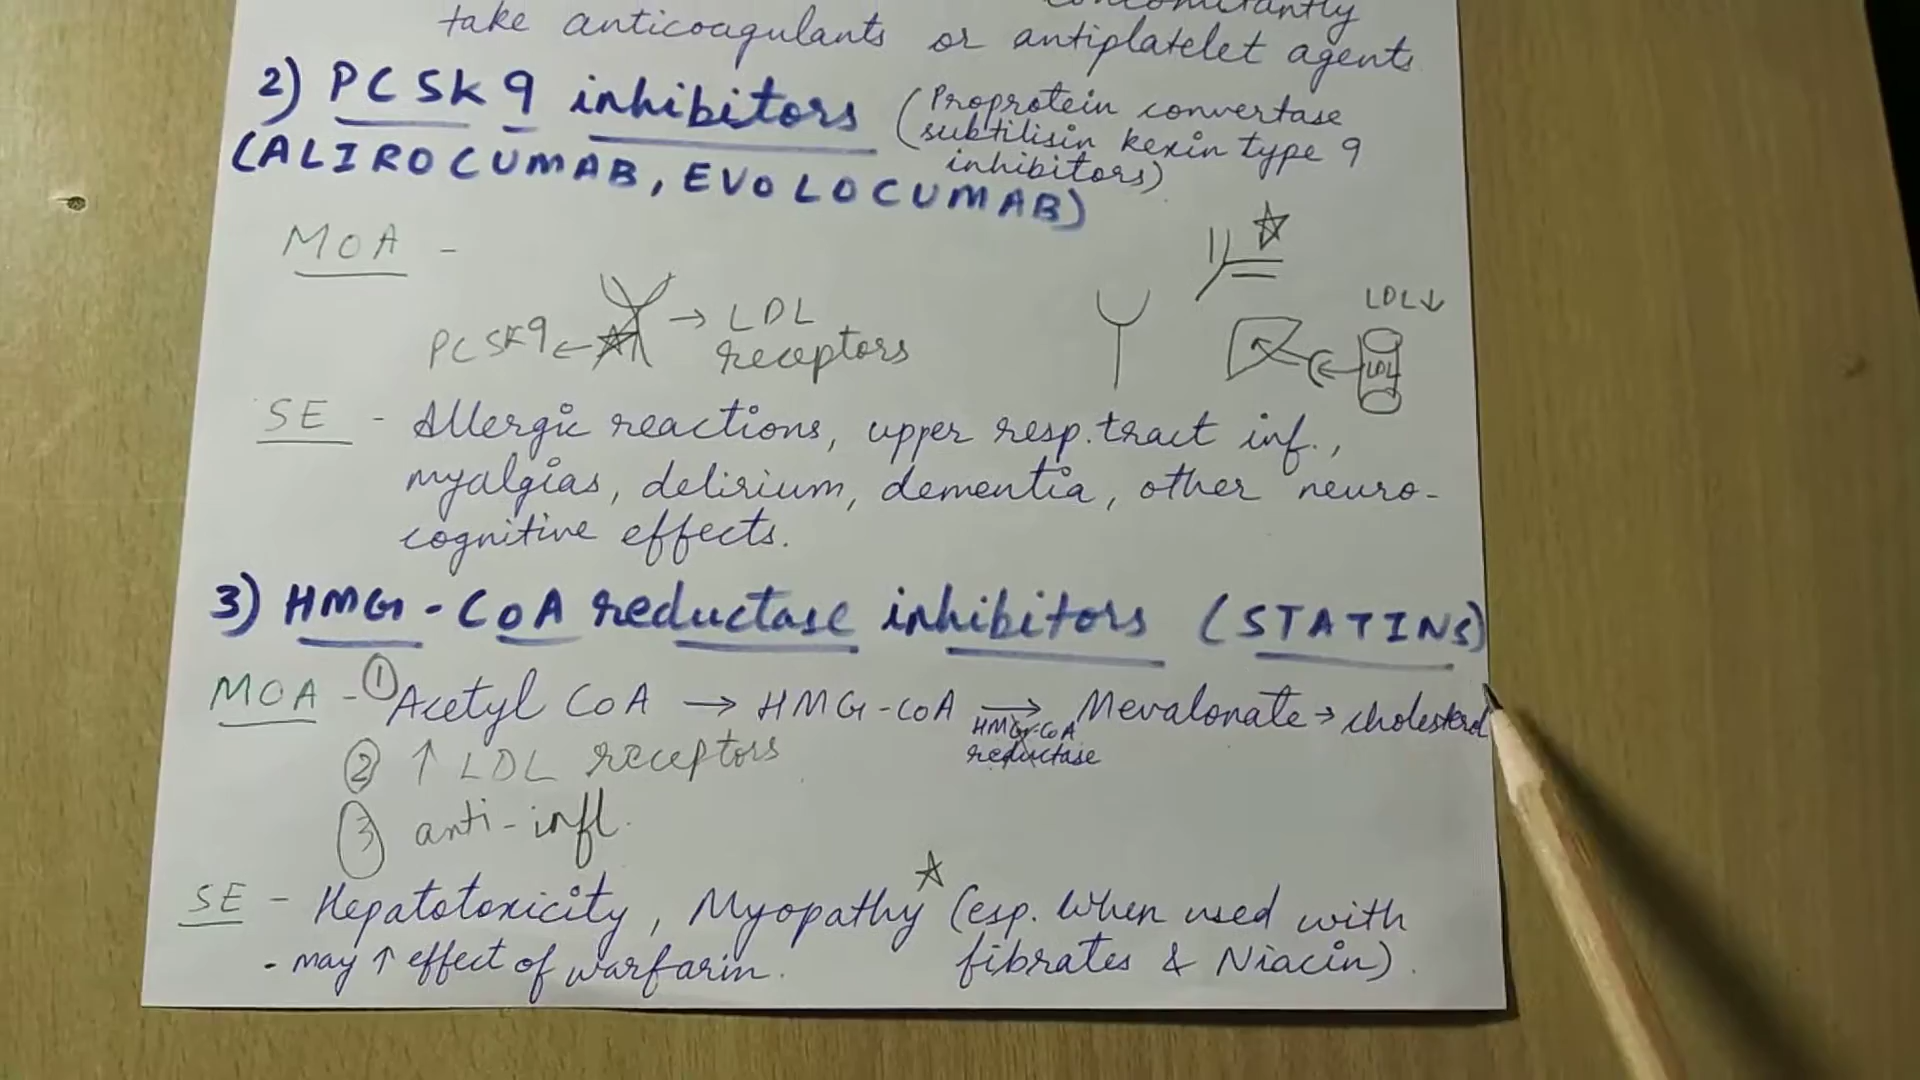 concomitantly
take anticoagulants or antiplatelet agents
2) PCSK9 inhibitors (Proprotein convertase
subtilisin kexin type 9
inhibitors)
(ALIROCUMAB, EVOLOCUMAB)
MOA -
PCSK9 ← → LDL
receptors
LDL↓
LDL
SE - Allergic reactions, upper resp. tract inf.,
myalgias, delirium, dementia, other neuro-
cognitive effects.
3) HMG-CoA reductase inhibitors (STATINS)
MOA - ① Acetyl CoA → HMG-CoA → Mevalonate → cholesterol
HMG-CoA
reductase
② ↑ LDL receptors
③ anti-infl.
SE - Hepatotoxicity, Myopathy ☆ (esp. when used with
fibrates & Niacin).
- may ↑ effect of warfarin.